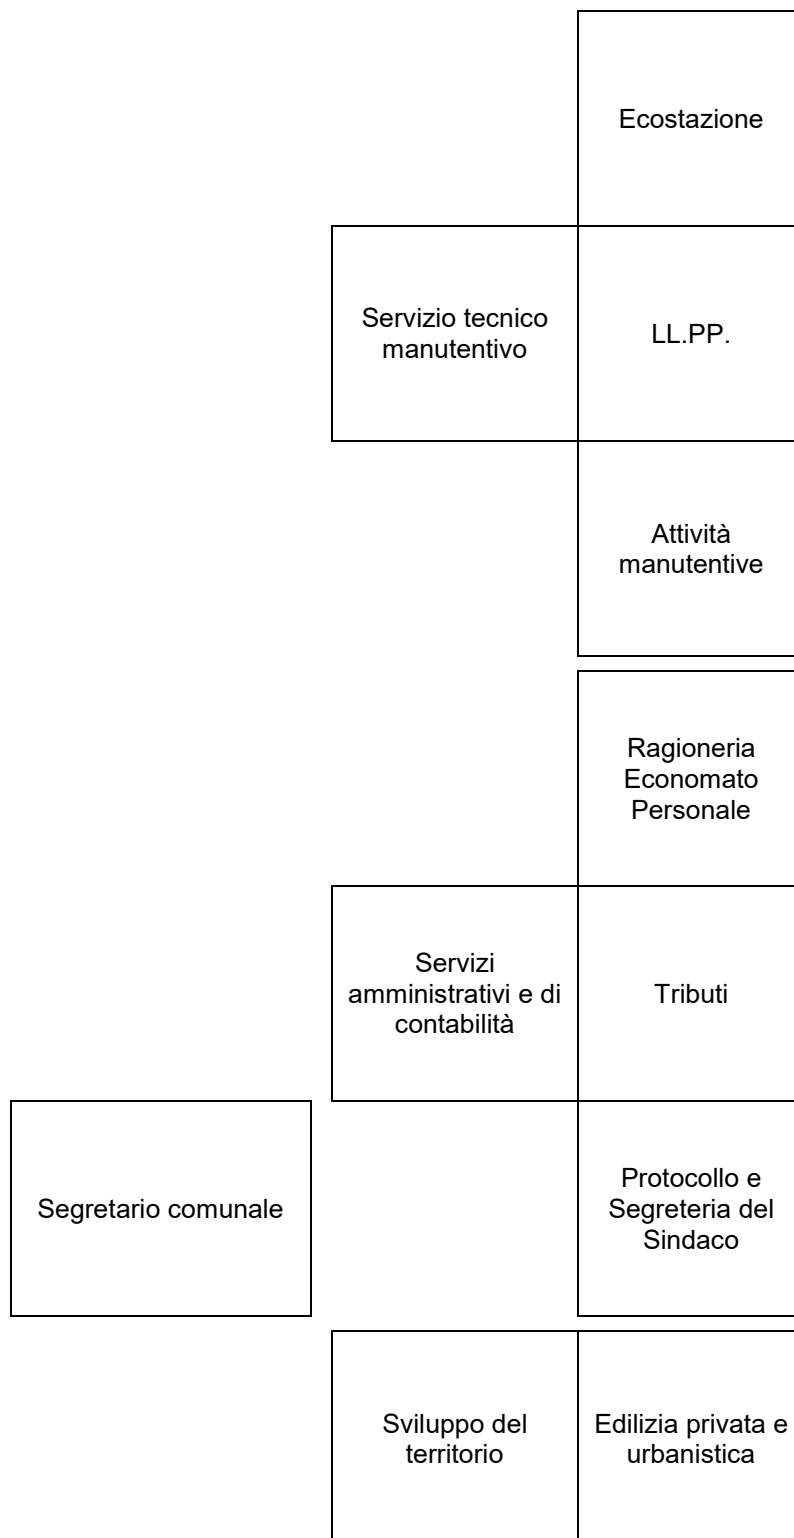 Ecostazione
Servizio tecnico
manutentivo
LL.PP.
Attività
manutentive
Ragioneria
Economato
Personale
Servizi
amministrativi e di
contabilità
Tributi
Segretario comunale
Protocollo e
Segreteria del
Sindaco
Sviluppo del
territorio
Edilizia privata e
urbanistica